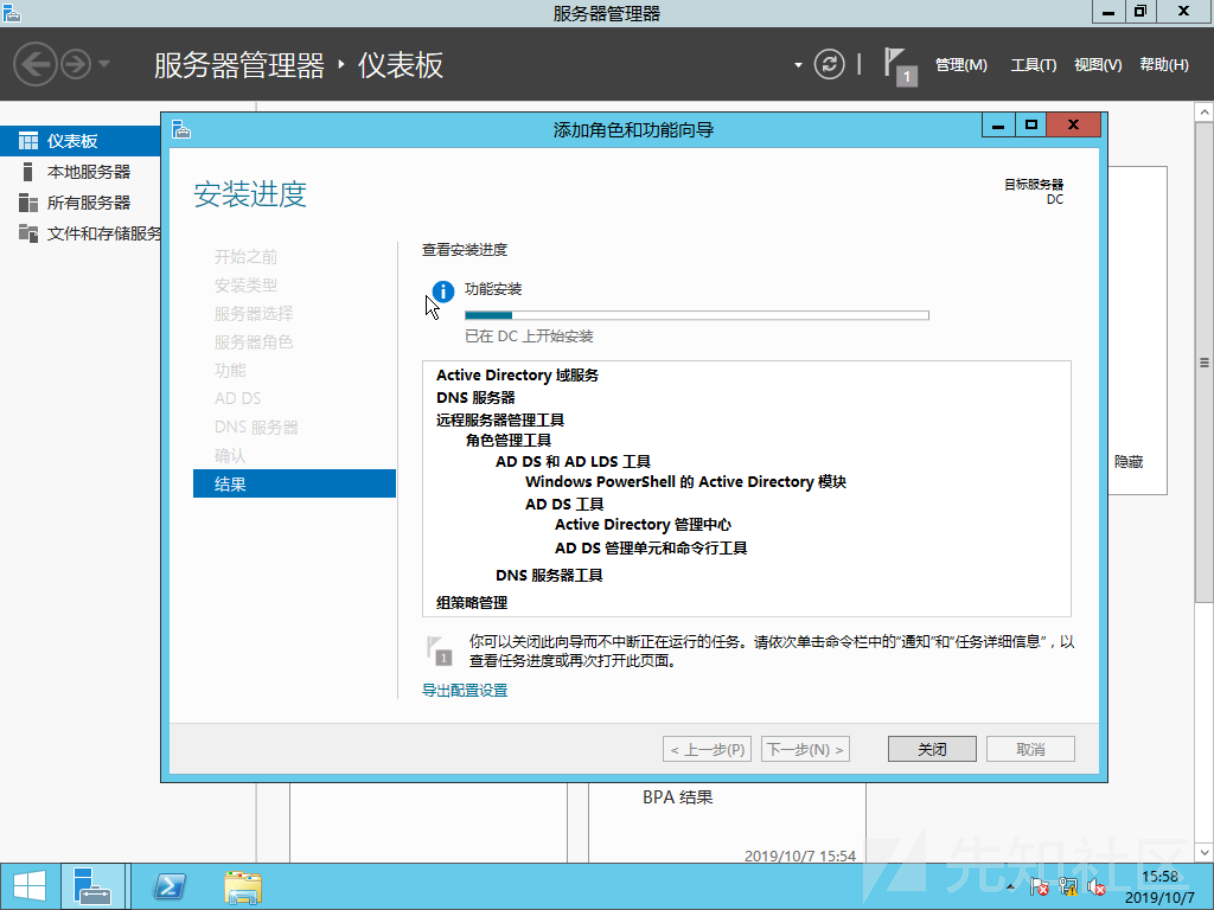 服务器管理器
服务器管理器 ‣ 仪表板
1
管理(M) 工具(T) 视图(V) 帮助(H)
仪表板
本地服务器
所有服务器
文件和存储服务
添加角色和功能向导
安装进度
目标服务器
DC
开始之前
安装类型
服务器选择
服务器角色
功能
AD DS
DNS 服务器
确认
结果
查看安装进度
功能安装
已在 DC 上开始安装
Active Directory 域服务
DNS 服务器
远程服务器管理工具
角色管理工具
AD DS 和 AD LDS 工具
Windows PowerShell 的 Active Directory 模块
AD DS 工具
Active Directory 管理中心
AD DS 管理单元和命令行工具
DNS 服务器工具
组策略管理
1
你可以关闭此向导而不中断正在运行的任务。请依次单击命令栏中的"通知"和"任务详细信息"，以
查看任务进度或再次打开此页面。
导出配置设置
< 上一步(P) 下一步(N) > 关闭 取消
隐藏
BPA 结果
2019/10/7 15:54
先知社区
15:58
2019/10/7